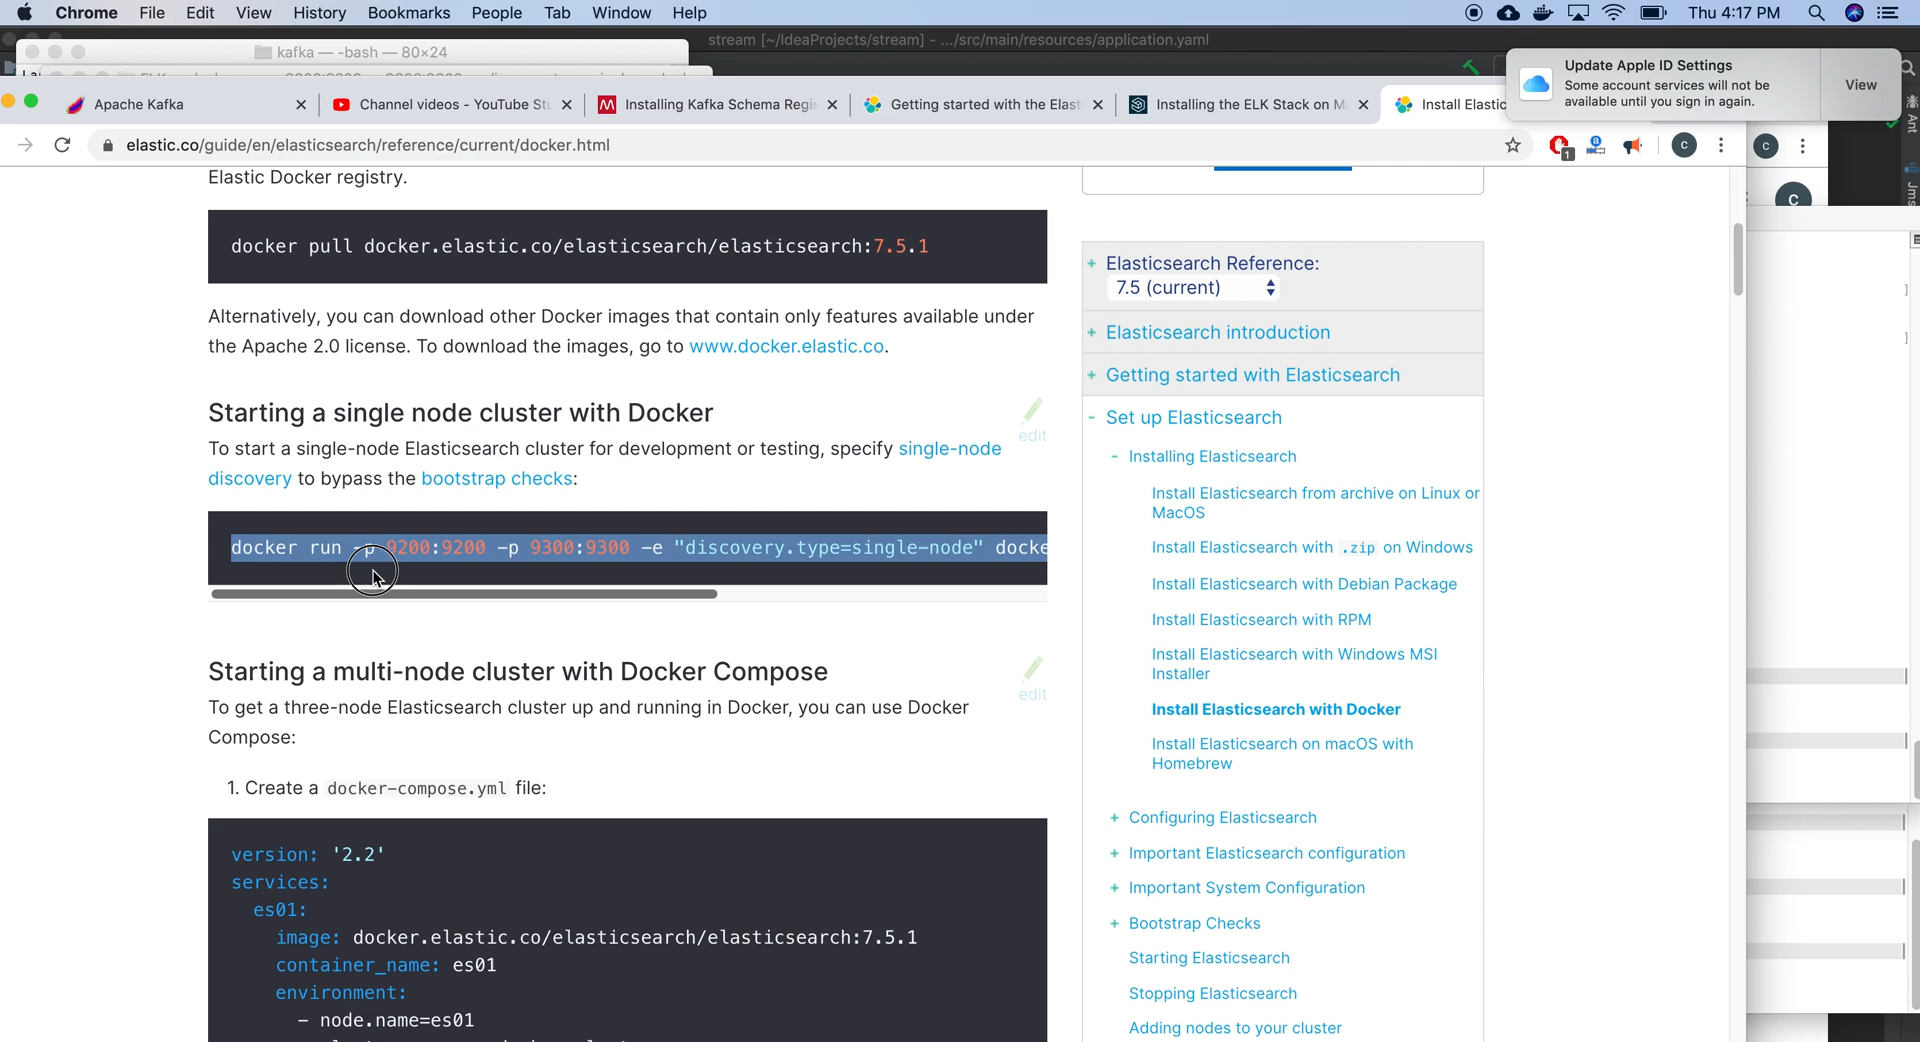 Chrome File Edit View History Bookmarks People Tab Window Help Thu 4:17 PM
stream [~/IdeaProjects/stream] - .../src/main/resources/application.yaml
kafka — -bash — 80×24
Update Apple ID Settings
Some account services will not be
available until you sign in again.
View
Apache Kafka
Channel videos - YouTube Stu
Installing Kafka Schema Regis
Getting started with the Elast
Installing the ELK Stack on Ma
Install Elastic
Ant
elastic.co/guide/en/elasticsearch/reference/current/docker.html
1
C
C
C
Jms
Elastic Docker registry.
docker pull docker.elastic.co/elasticsearch/elasticsearch:7.5.1
Alternatively, you can download other Docker images that contain only features available under
the Apache 2.0 license. To download the images, go to www.docker.elastic.co.
Starting a single node cluster with Docker
edit
To start a single-node Elasticsearch cluster for development or testing, specify single-node
discovery to bypass the bootstrap checks:
docker run -p 9200:9200 -p 9300:9300 -e "discovery.type=single-node" docke
Starting a multi-node cluster with Docker Compose
edit
To get a three-node Elasticsearch cluster up and running in Docker, you can use Docker
Compose:
1. Create a docker-compose.yml file:
version: '2.2'
services:
es01:
image: docker.elastic.co/elasticsearch/elasticsearch:7.5.1
container_name: es01
environment:
- node.name=es01
+ Elasticsearch Reference:
7.5 (current)
+ Elasticsearch introduction
+ Getting started with Elasticsearch
- Set up Elasticsearch
- Installing Elasticsearch
Install Elasticsearch from archive on Linux or
MacOS
Install Elasticsearch with .zip on Windows
Install Elasticsearch with Debian Package
Install Elasticsearch with RPM
Install Elasticsearch with Windows MSI
Installer
Install Elasticsearch with Docker
Install Elasticsearch on macOS with
Homebrew
+ Configuring Elasticsearch
+ Important Elasticsearch configuration
+ Important System Configuration
+ Bootstrap Checks
Starting Elasticsearch
Stopping Elasticsearch
Adding nodes to your cluster